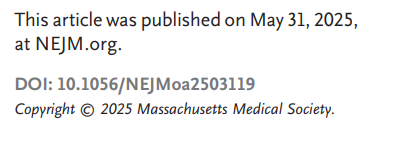 This article was published on May 31, 2025,
at NEJM.org.
DOI: 10.1056/NEJMoa2503119
Copyright © 2025 Massachusetts Medical Society.